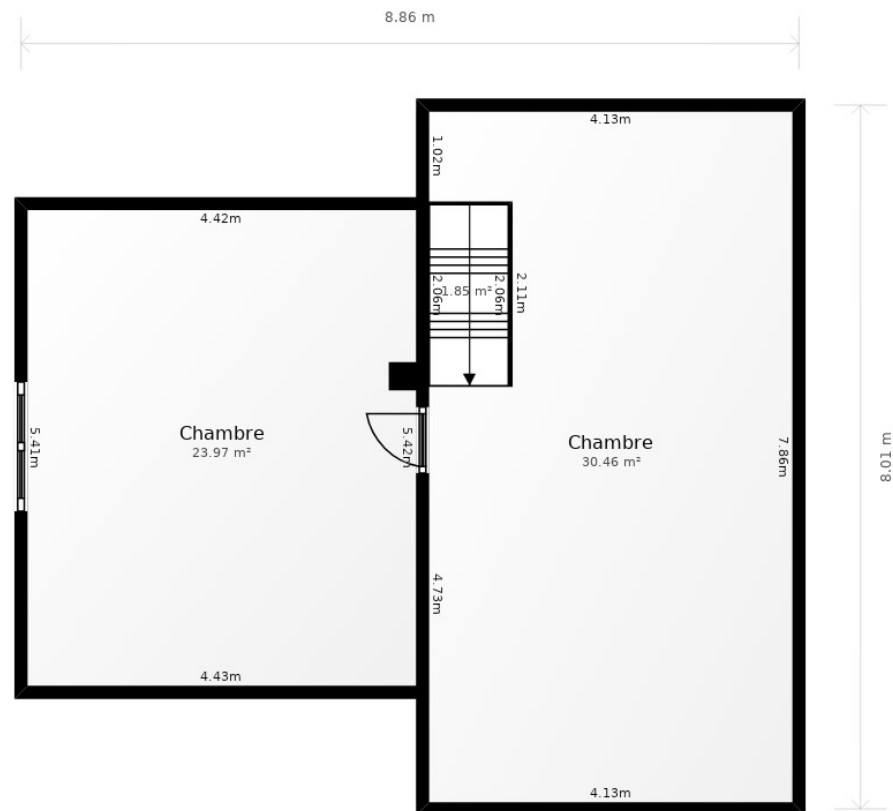 8.86 m
4.13m
1.02m
4.42m
2.06m
1.85 m²
2.06m
2.11m
5.41m
Chambre
23.97 m²
5.42m
Chambre
30.46 m²
7.86m
8.01 m
4.73m
4.43m
4.13m